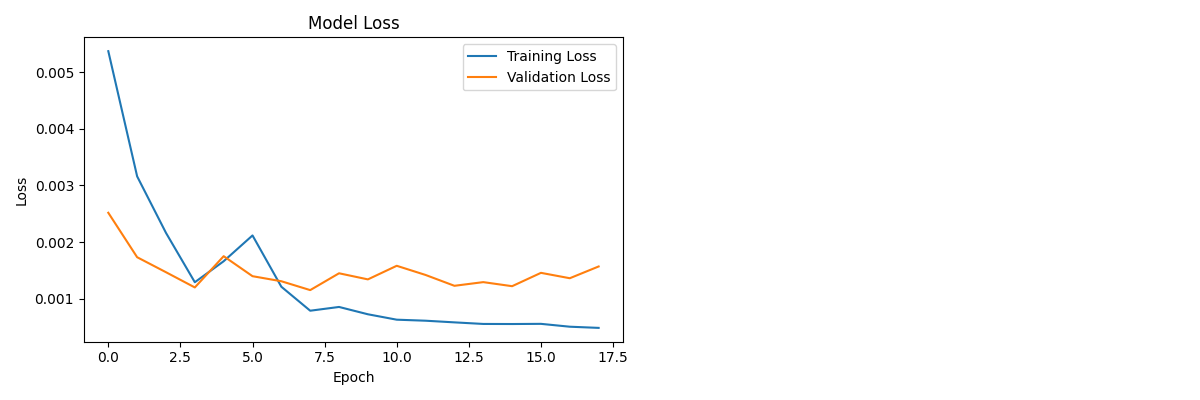 Model Loss
Training Loss
Validation Loss
0.005
0.004
0.003
0.002
0.001
Loss
0.0 2.5 5.0 7.5 10.0 12.5 15.0 17.5
Epoch